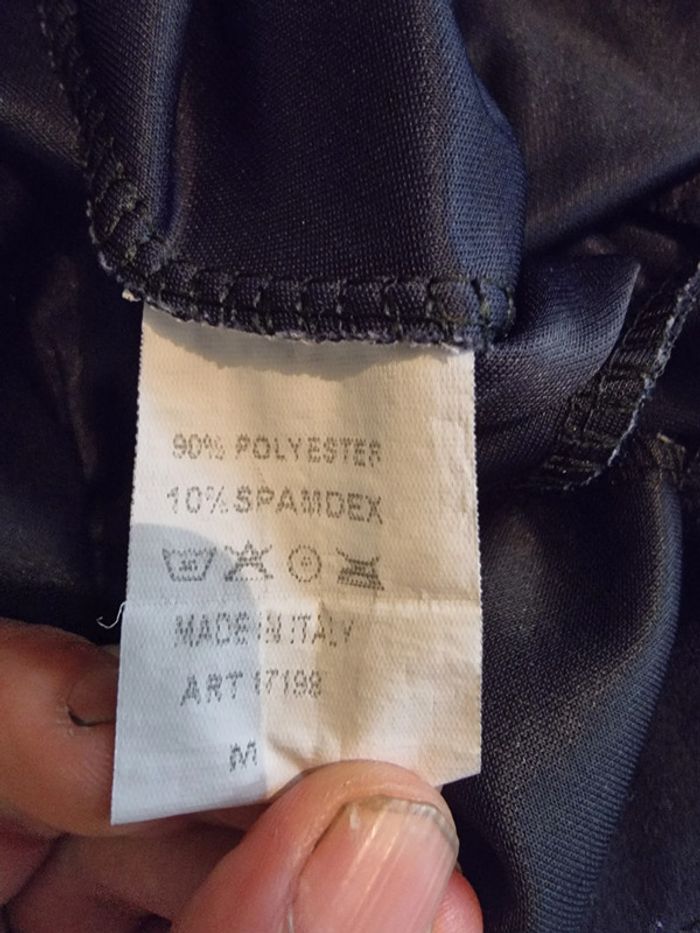 90% POLYESTER
10% SPAMDEX
MADE IN ITALY
ART 17198
M